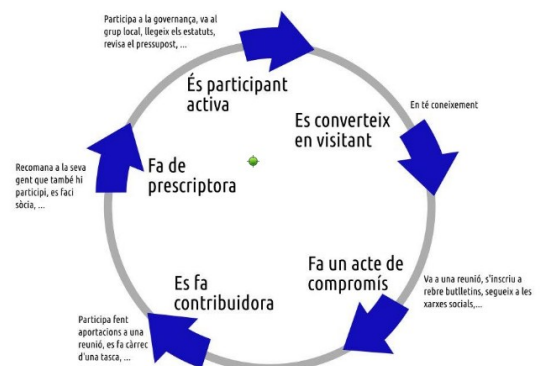 Participa a la governança, va al
grup local, llegeix els estatuts,
revisa el pressupost, ...
És participant
activa
Es converteix
en visitant
En té coneixement
Recomana a la seva
gent que també hi
participi, es faci
sòcia, ...
Fa de
prescriptora
Fa un acte de
compromís
Va a una reunió, s'inscriu a
rebre butlletins, segueix a les
xarxes socials,...
Es fa
contribuidora
Participa fent
aportacions a una
reunió, es fa càrrec
d'una tasca, ...